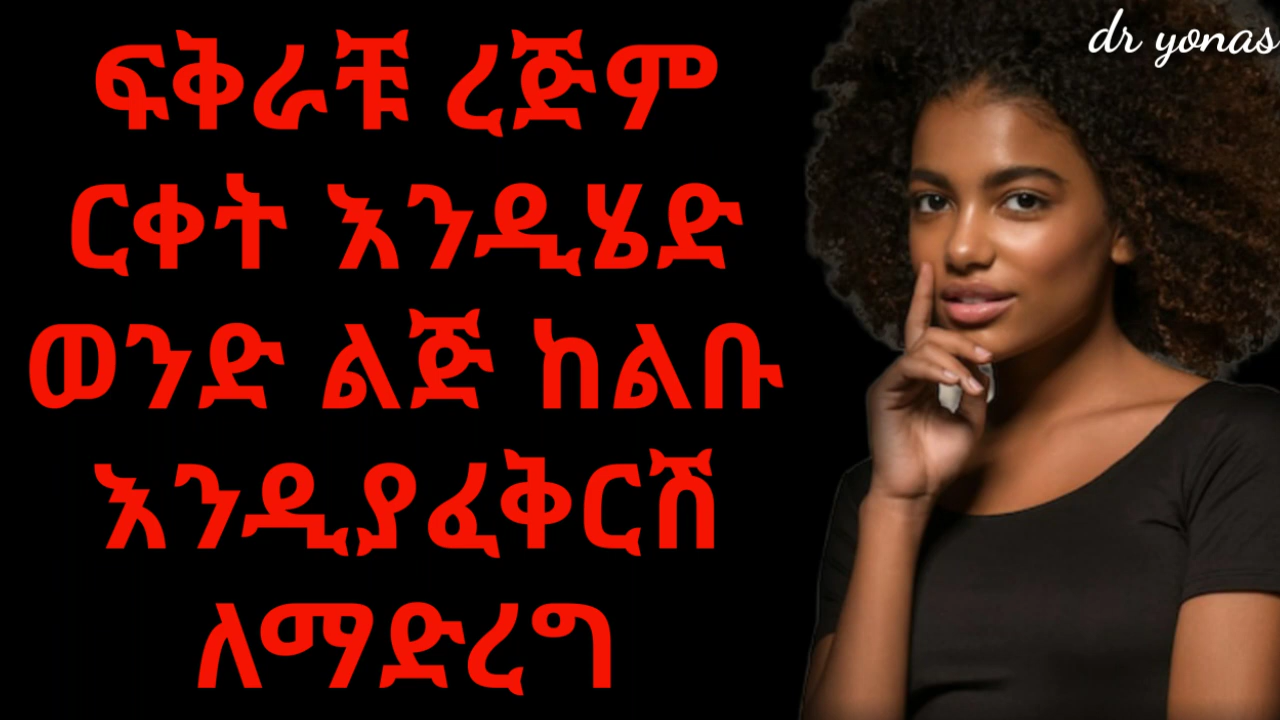 dr yonas
ፍቅራቹ ረጅም
ርቀት እንዲሄድ
ወንድ ልጅ ከልቡ
እንዲያፈቅርሽ
ለማድረግ